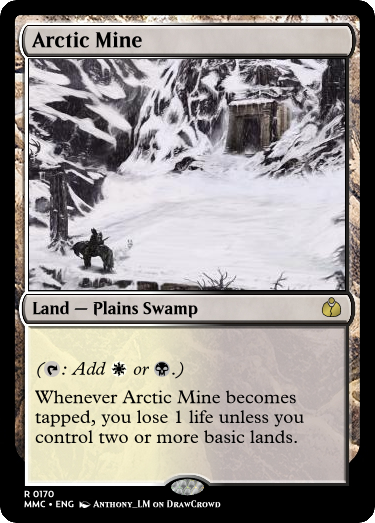 Arctic Mine
Land — Plains Swamp
(: Add or .)
Whenever Arctic Mine becomes
tapped, you lose 1 life unless you
control two or more basic lands.
R 0170
MMC • ENG Anthony_LM on DrawCrowd